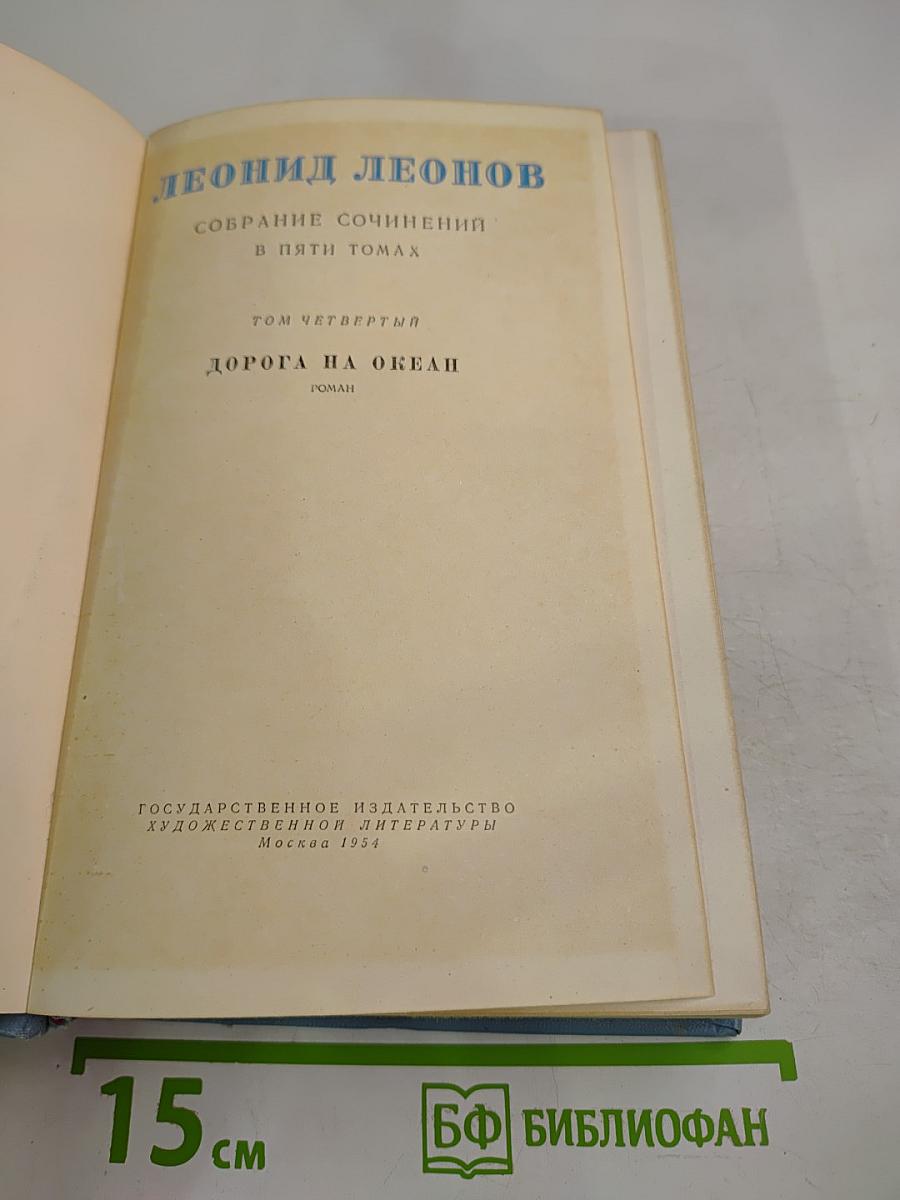 ЛЕОНИД ЛЕОНОВ
СОБРАНИЕ СОЧИНЕНИЙ
В ПЯТИ ТОМАХ
ТОМ ЧЕТВЕРТЫЙ
ДОРОГА НА ОКЕАН
РОМАН
ГОСУДАРСТВЕННОЕ ИЗДАТЕЛЬСТВО
ХУДОЖЕСТВЕННОЙ ЛИТЕРАТУРЫ
Москва 1954
15 см
БФ БИБЛИОФАН